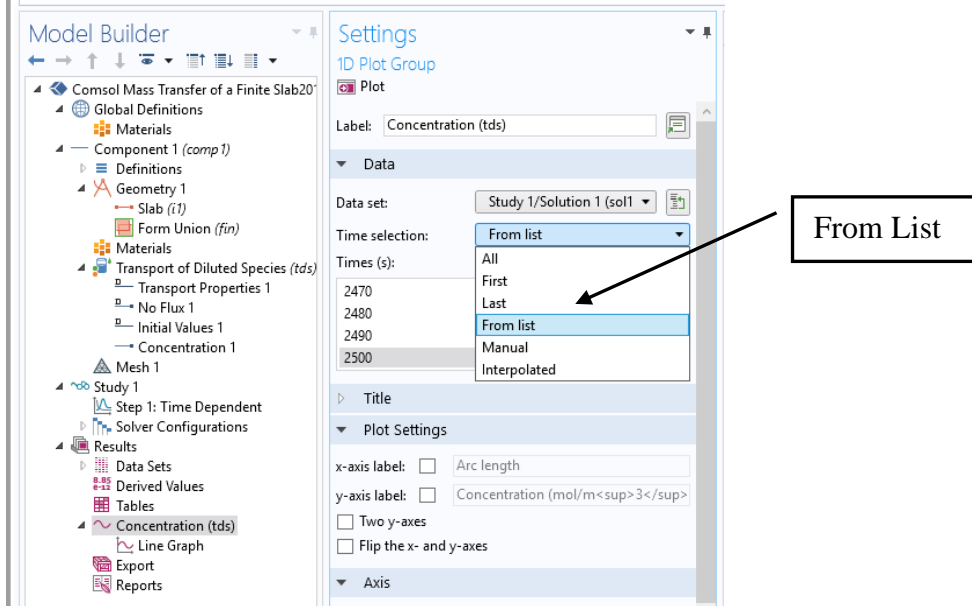 Model Builder
Comsol Mass Transfer of a Finite Slab201
Global Definitions
Materials
Component 1 (comp1)
Definitions
Geometry 1
Slab (i1)
Form Union (fin)
Materials
Transport of Diluted Species (tds)
Transport Properties 1
No Flux 1
Initial Values 1
Concentration 1
Mesh 1
Study 1
Step 1: Time Dependent
Solver Configurations
Results
Data Sets
8.85
e-12
Derived Values
Tables
Concentration (tds)
Line Graph
Export
Reports
Settings
1D Plot Group
Plot
Label: Concentration (tds)
Data
Data set: Study 1/Solution 1 (sol1
Time selection: From list
Times (s):
2470
2480
2490
2500
All
First
Last
From list
Manual
Interpolated
Title
Plot Settings
x-axis label: Arc length
y-axis label: Concentration (mol/m<sup>3</sup>
Two y-axes
Flip the x- and y-axes
Axis
From List